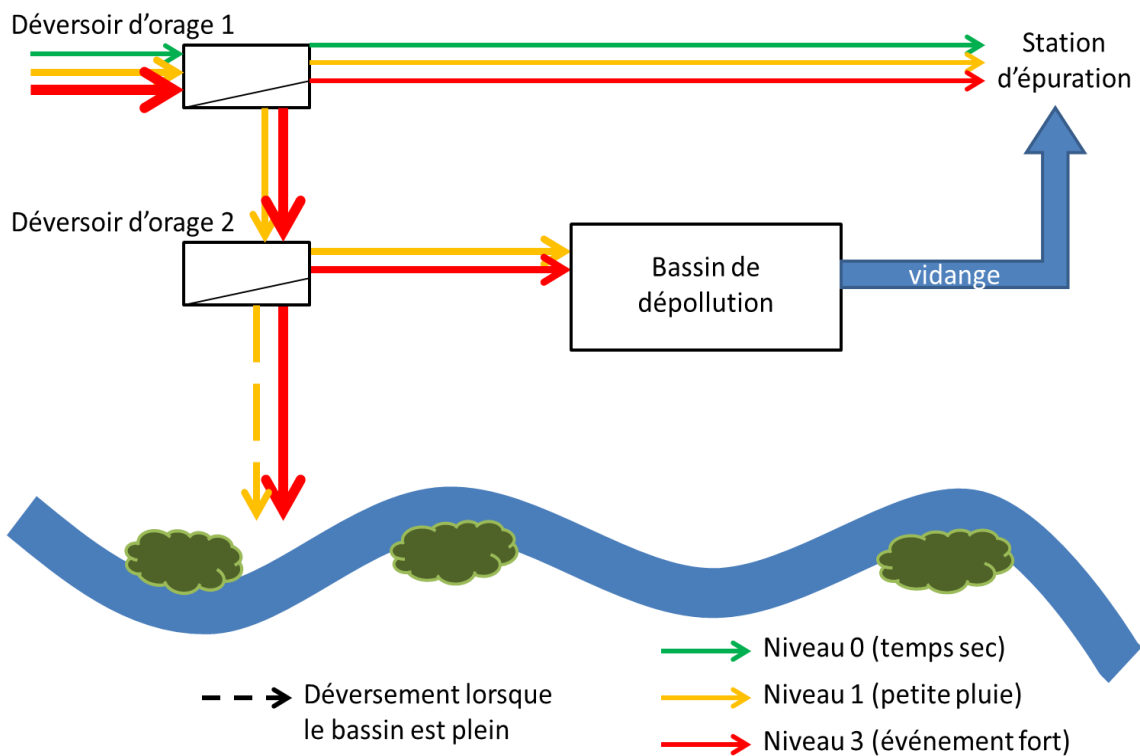 Déversoir d'orage 1
Station
d'épuration
Déversoir d'orage 2
Bassin de
dépollution
vidange
Niveau 0 (temps sec)
Déversement lorsque
le bassin est plein
Niveau 1 (petite pluie)
Niveau 3 (événement fort)